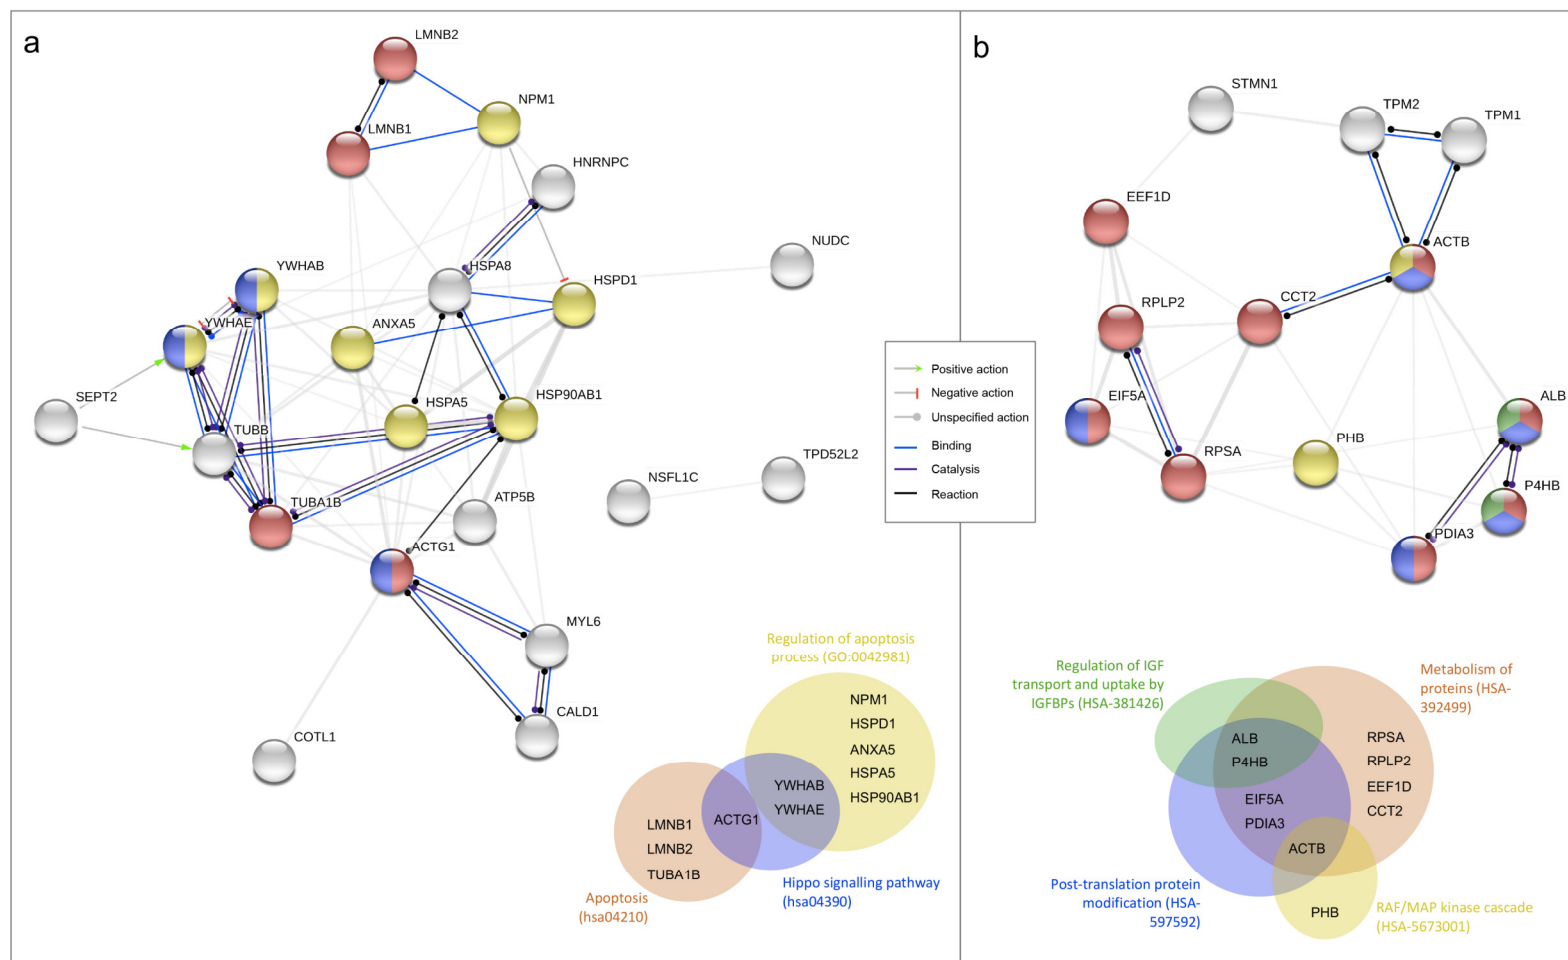 a
LMNB2
NPM1
LMNB1
HNRNPC
NUDC
HSPA8
YWHAB
HSPD1
YWHAE
ANXA5
SEPT2
HSPA5
HSP90AB1
TUBB
TPD52L2
NSFL1C
TUBA1B
ATP5B
ACTG1
MYL6
CALD1
COTL1
Regulation of apoptosis
process (GO:0042981)
NPM1
HSPD1
ANXA5
HSPA5
HSP90AB1
YWHAB
YWHAE
ACTG1
LMNB1
LMNB2
TUBA1B
Apoptosis
(hsa04210)
Hippo signalling pathway
(hsa04390)
Positive action
Negative action
Unspecified action
Binding
Catalysis
Reaction
b
STMN1
TPM2
TPM1
EEF1D
ACTB
RPLP2
CCT2
EIF5A
ALB
PHB
RPSA
P4HB
PDIA3
Regulation of IGF
transport and uptake by
IGFBPs (HSA-381426)
Metabolism of
proteins (HSA-
392499)
ALB
P4HB
EIF5A
PDIA3
ACTB
RPSA
RPLP2
EEF1D
CCT2
PHB
Post-translation protein
modification (HSA-
597592)
RAF/MAP kinase cascade
(HSA-5673001)